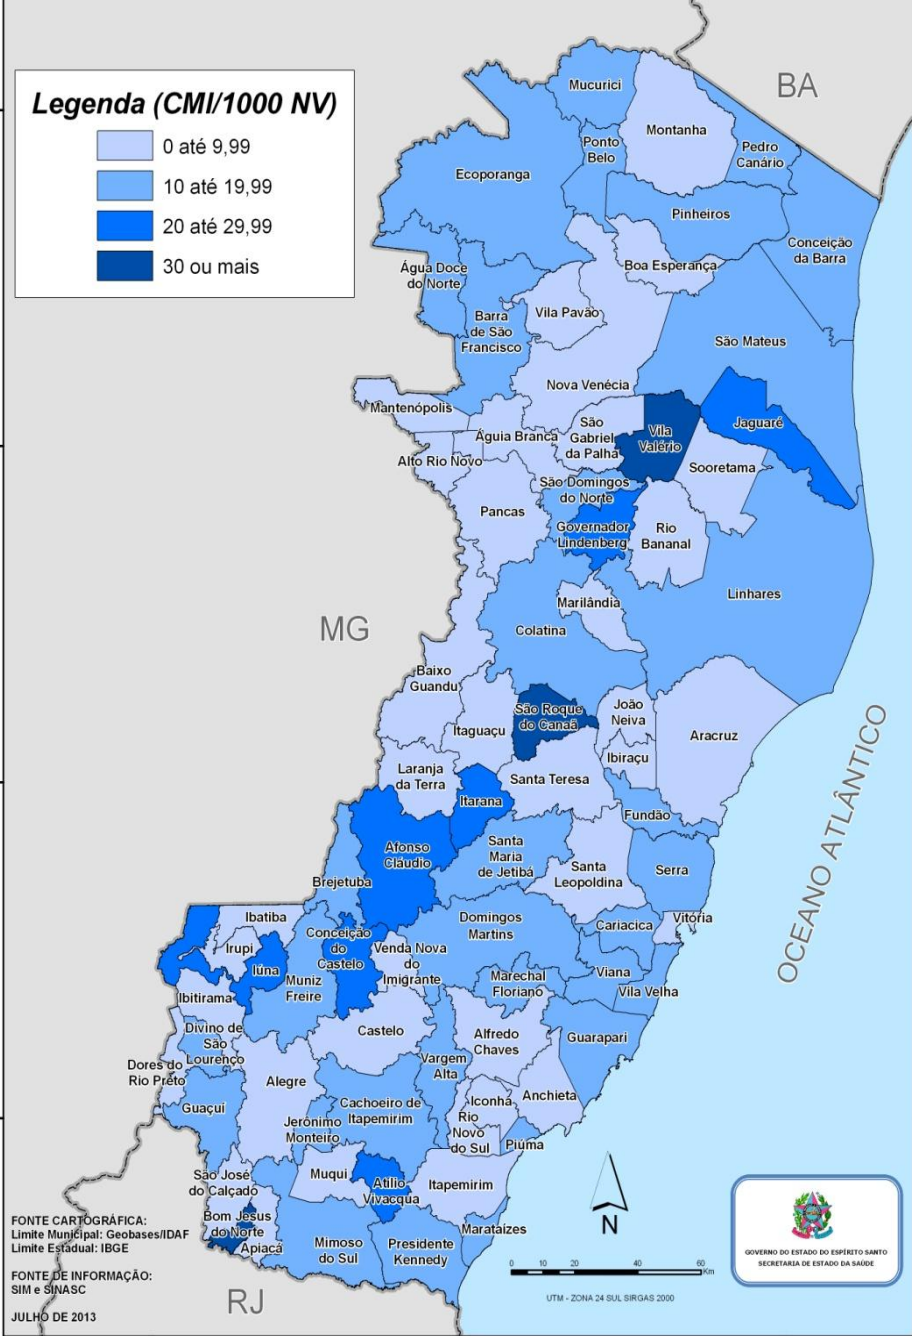 Legenda (CMI/1000 NV)
0 até 9,99
10 até 19,99
20 até 29,99
30 ou mais
BA
MG
RJ
OCEANO ATLÂNTICO
Mucurici
Montanha
Ponto
Belo
Pedro
Canário
Ecoporanga
Pinheiros
Conceição
da Barra
Boa Esperança
Água Doce
do Norte
Vila Pavão
Barra
de São
Francisco
São Mateus
Nova Venécia
Mantenópolis
Jaguaré
Vila
Valério
São
Gabriel
da Palha
Águia Branca
Alto Rio Novo
Sooretama
São Domingos
do Norte
Pancas
Governador
Lindenberg
Rio
Bananal
Linhares
Marilândia
Colatina
Baixo
Guandu
São Roque
do Canaã
João
Neiva
Aracruz
Itaguaçu
Ibiraçu
Laranja
da Terra
Santa Teresa
Itarana
Fundão
Afonso
Cláudio
Santa
Maria
de Jetibá
Santa
Leopoldina
Serra
Brejetuba
Ibatiba
Domingos
Martins
Cariacica
Vitória
Conceição
do
Castelo
Irupi
Venda Nova
do
Imigrante
Iúna
Muniz
Freire
Marechal
Floriano
Viana
Vila Velha
Ibitirama
Castelo
Alfredo
Chaves
Guarapari
Divino de
São
Lourenço
Dores do
Rio Preto
Vargem
Alta
Alegre
Anchieta
Iconha
Guaçuí
Cachoeiro de
Itapemirim
Rio
Novo
do Sul
Jerônimo
Monteiro
Piúma
Muqui
São José
do Calçado
Atilio
Vivacqua
Itapemirim
Bom Jesus
do Norte
Apiacá
Mimoso
do Sul
Presidente
Kennedy
Marataízes
FONTE CARTOGRÁFICA:
Limite Municipal: Geobases/IDAF
Limite Estadual: IBGE
FONTE DE INFORMAÇÃO:
SIM e SINASC
JULHO DE 2013
N
0 10 20 40 60
Km
UTM - ZONA 24 SUL SIRGAS 2000
GOVERNO DO ESTADO DO ESPÍRITO SANTO
SECRETARIA DE ESTADO DA SAÚDE